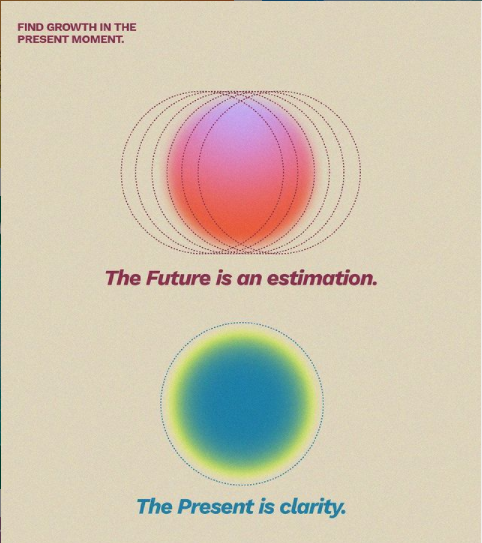 FIND GROWTH IN THE
PRESENT MOMENT.
The Future is an estimation.
The Present is clarity.